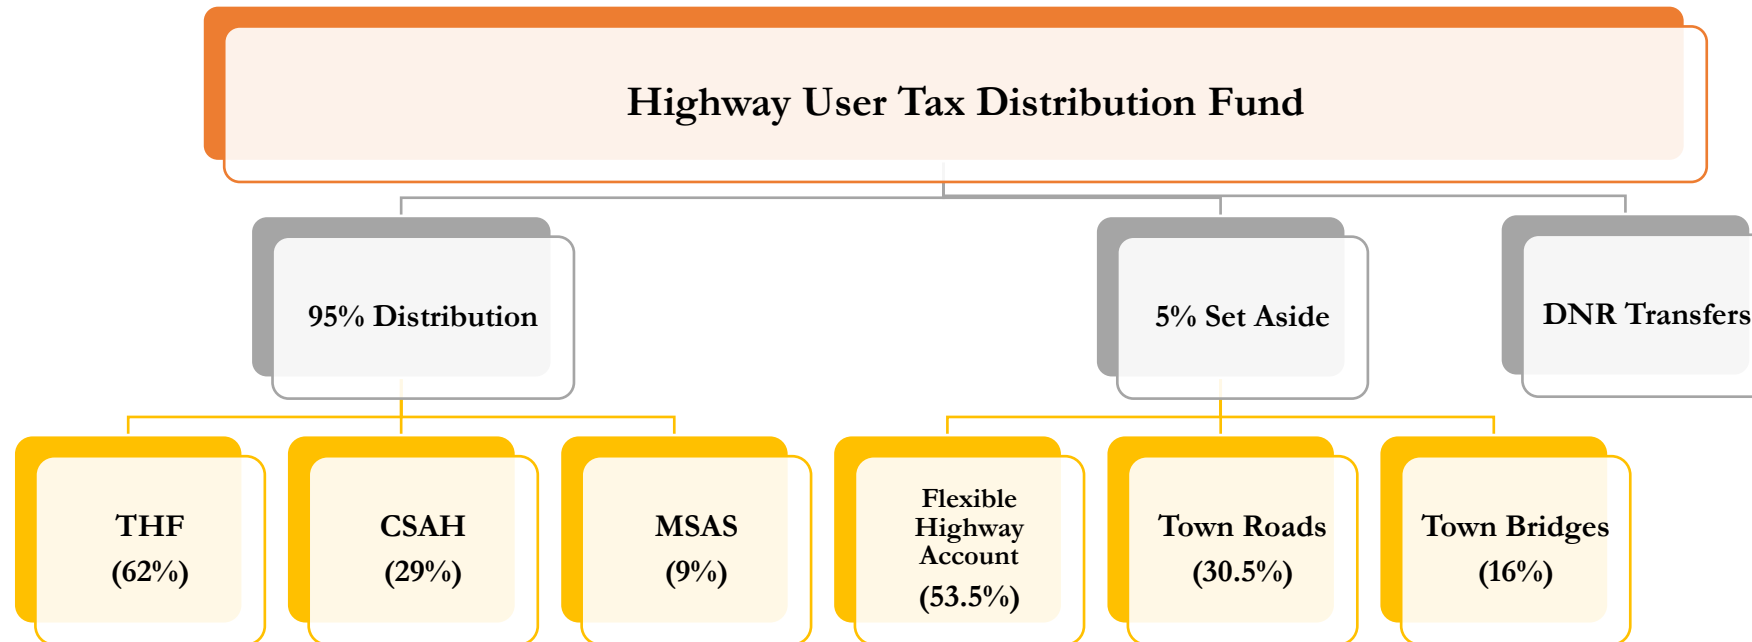 Highway User Tax Distribution Fund
95% Distribution
5% Set Aside
DNR Transfers
THF
(62%)
CSAH
(29%)
MSAS
(9%)
Flexible
Highway
Account
(53.5%)
Town Roads
(30.5%)
Town Bridges
(16%)